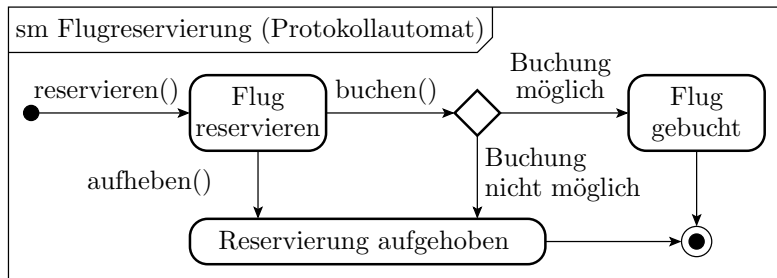 sm Flugreservierung (Protokollautomat)
reservieren()
Flug
reservieren
buchen()
Buchung
möglich
Flug
gebucht
aufheben()
Buchung
nicht möglich
Reservierung aufgehoben